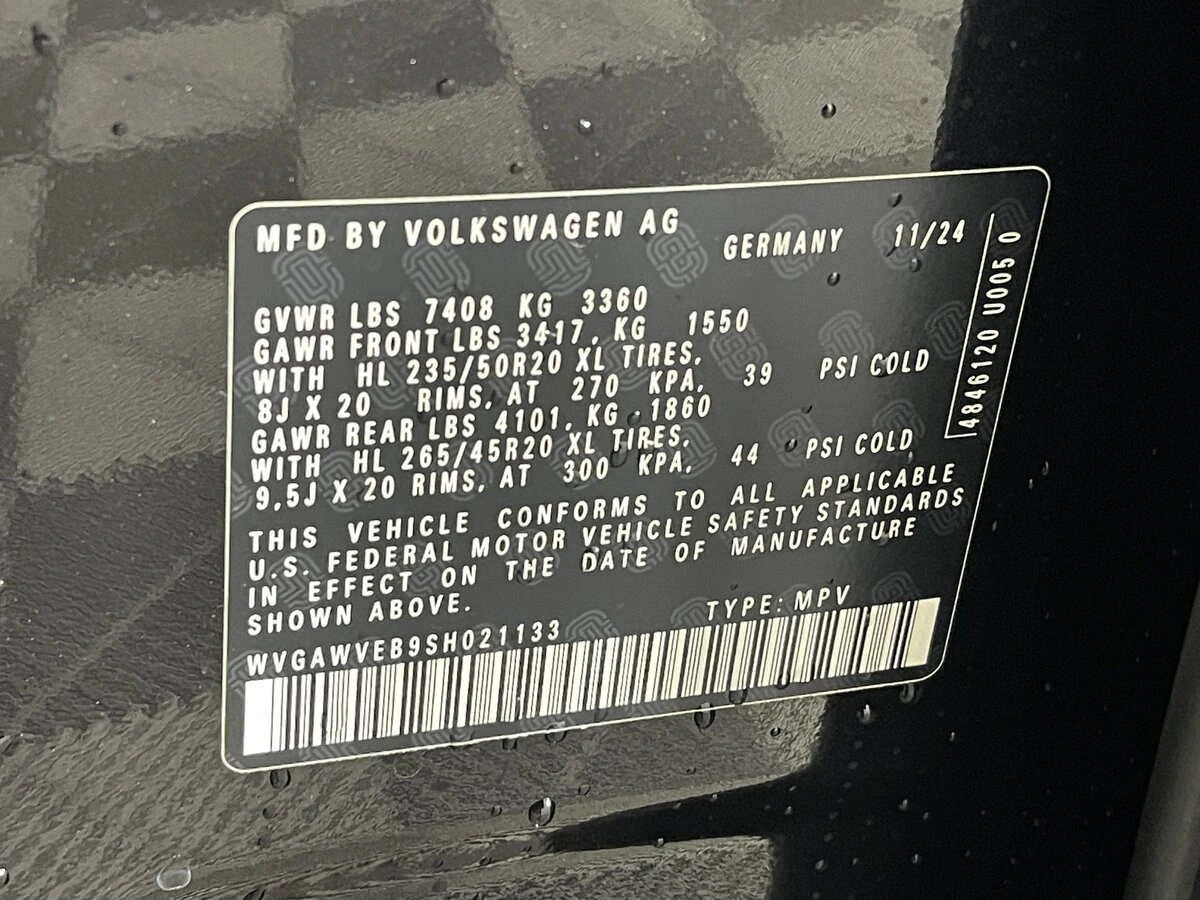 MFD BY VOLKSWAGEN AG GERMANY 11/24
GVWR LBS 7408 KG 3360
GAWR FRONT LBS 3417, KG 1550
WITH HL 235/50R20 XL TIRES,
8J X 20 RIMS, AT 270 KPA, 39 PSI COLD
GAWR REAR LBS 4101, KG 1860
WITH HL 265/45R20 XL TIRES,
9,5J X 20 RIMS, AT 300 KPA, 44 PSI COLD
THIS VEHICLE CONFORMS TO ALL APPLICABLE
U.S. FEDERAL MOTOR VEHICLE SAFETY STANDARDS
IN EFFECT ON THE DATE OF MANUFACTURE
SHOWN ABOVE.
WVGAWVEB9SH021133 TYPE: MPV
4846120 U005 0